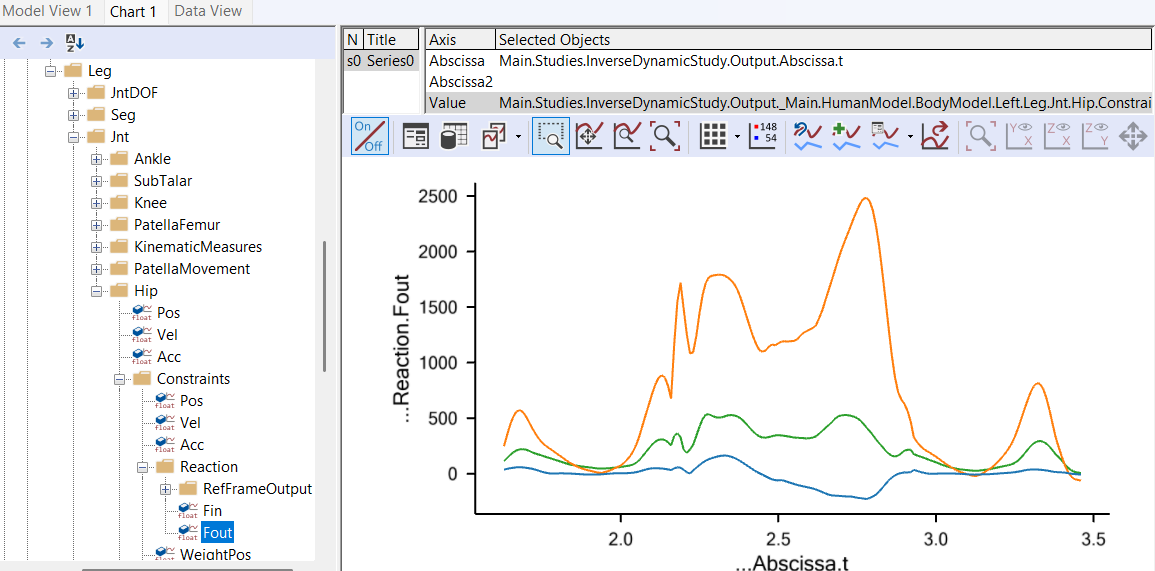 Model View 1 Chart 1 Data View
A
Z
Leg
JntDOF
Seg
Jnt
Ankle
SubTalar
Knee
PatellaFemur
KinematicMeasures
PatellaMovement
Hip
float Pos
float Vel
float Acc
Constraints
float Pos
float Vel
float Acc
Reaction
RefFrameOutput
float Fin
float Fout
WeightPos
N Title
s0 Series0
Axis Selected Objects
Abscissa Main.Studies.InverseDynamicStudy.Output.Abscissa.t
Abscissa2
Value Main.Studies.InverseDynamicStudy.Output._Main.HumanModel.BodyModel.Left.Leg.Jnt.Hip.Constrai
On
Off
148
54
Y
X
Z
X
Z
Y
2500
2000
1500
1000
500
0
...Reaction.Fout
2.0 2.5 3.0 3.5
...Abscissa.t